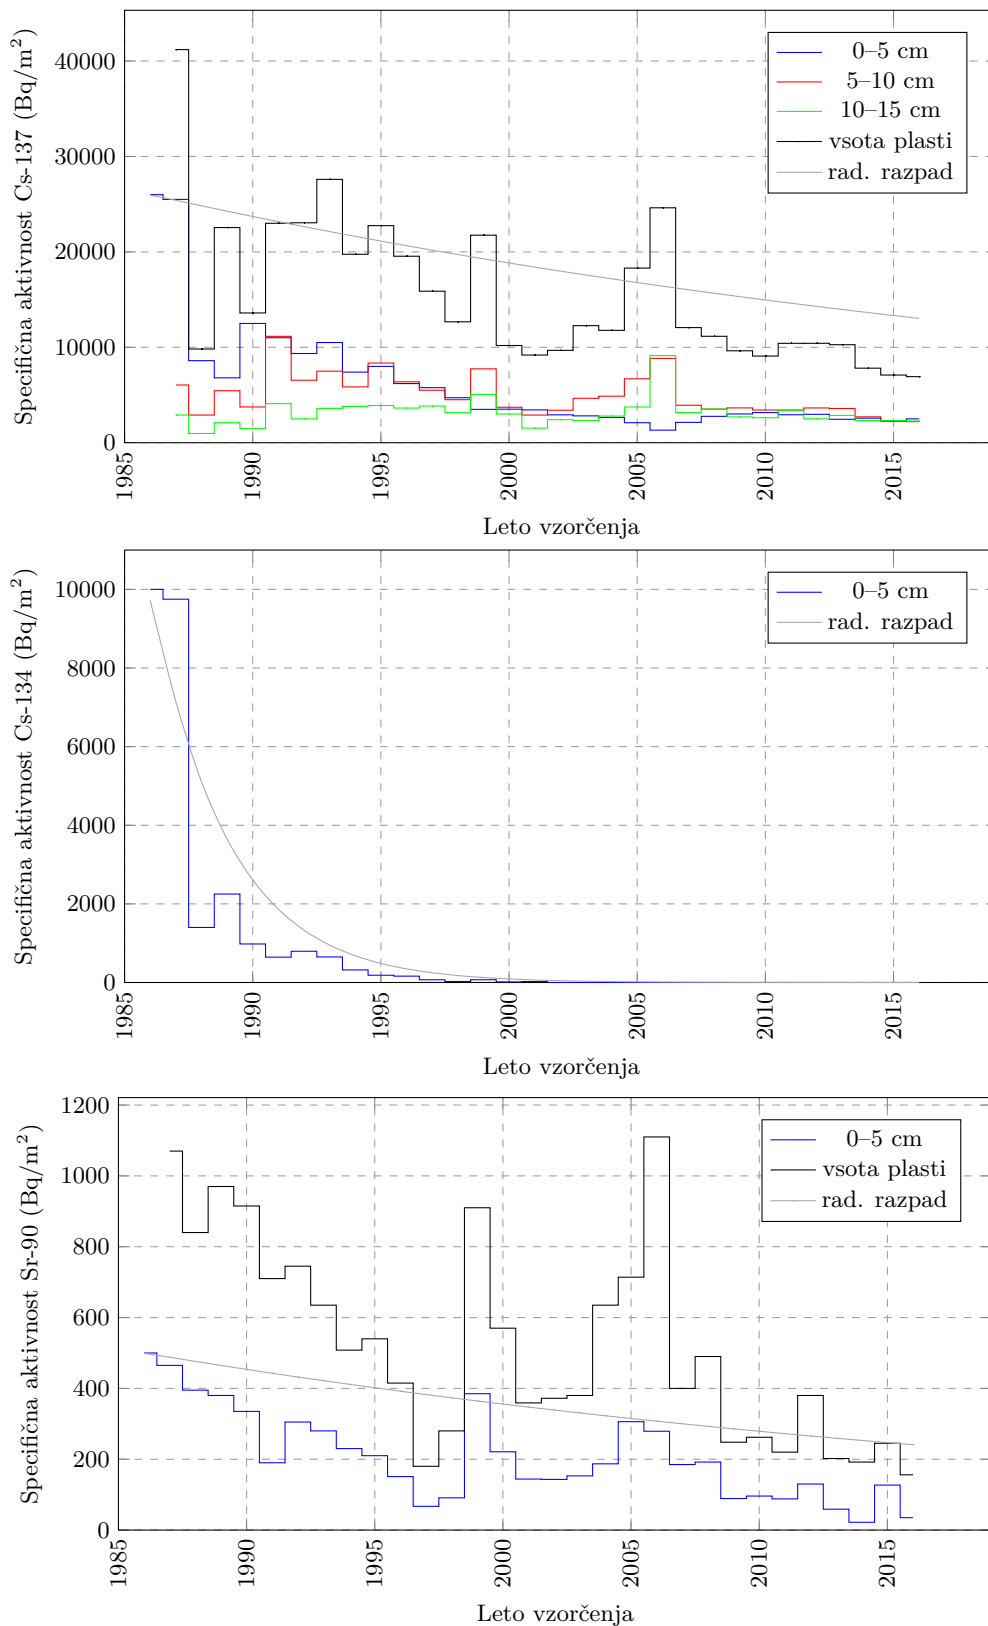 Specifična aktivnost Cs-137 (Bq/m²)
40000
30000
20000
10000
0
0–5 cm
5–10 cm
10–15 cm
vsota plasti
rad. razpad
1985
1990
1995
2000
2005
2010
2015
Leto vzorčenja
Specifična aktivnost Cs-134 (Bq/m²)
10000
8000
6000
4000
2000
0
0–5 cm
rad. razpad
1985
1990
1995
2000
2005
2010
2015
Leto vzorčenja
Specifična aktivnost Sr-90 (Bq/m²)
1200
1000
800
600
400
200
0
0–5 cm
vsota plasti
rad. razpad
1985
1990
1995
2000
2005
2010
2015
Leto vzorčenja